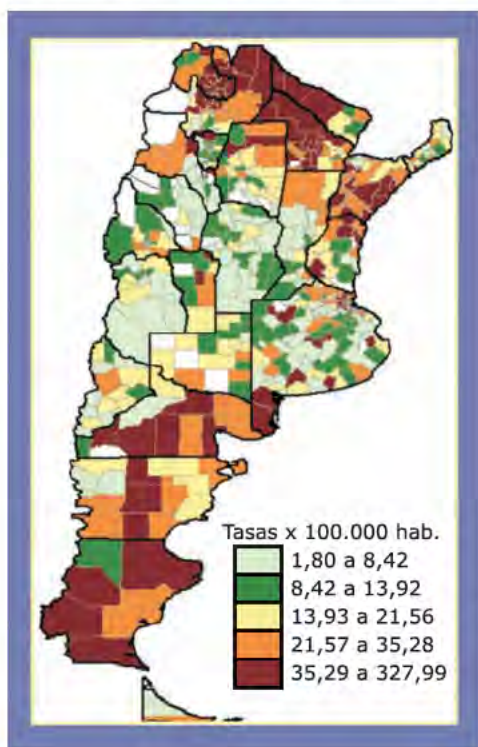 Tasas x 100.000 hab.
1,80 a 8,42
8,42 a 13,92
13,93 a 21,56
21,57 a 35,28
35,29 a 327,99